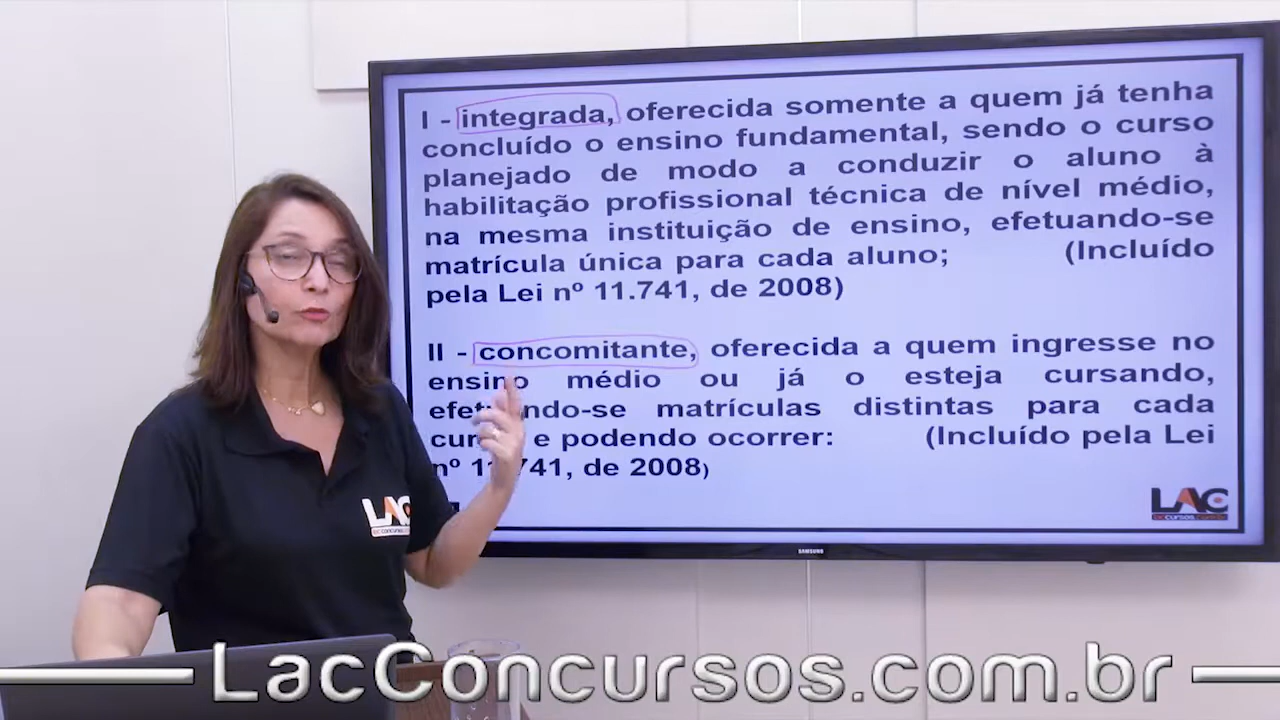 I - integrada, oferecida somente a quem já tenha
concluído o ensino fundamental, sendo o curso
planejado de modo a conduzir o aluno à
habilitação profissional técnica de nível médio,
na mesma instituição de ensino, efetuando-se
matrícula única para cada aluno; (Incluído
pela Lei nº 11.741, de 2008)
II - concomitante, oferecida a quem ingresse no
ensino médio ou já o esteja cursando,
matrículas distintas para cada
e podendo ocorrer: (Incluído pela Lei
nº 11.741, de 2008)
LAC
SAMSUNG
LAC
LacConcursos.com.br